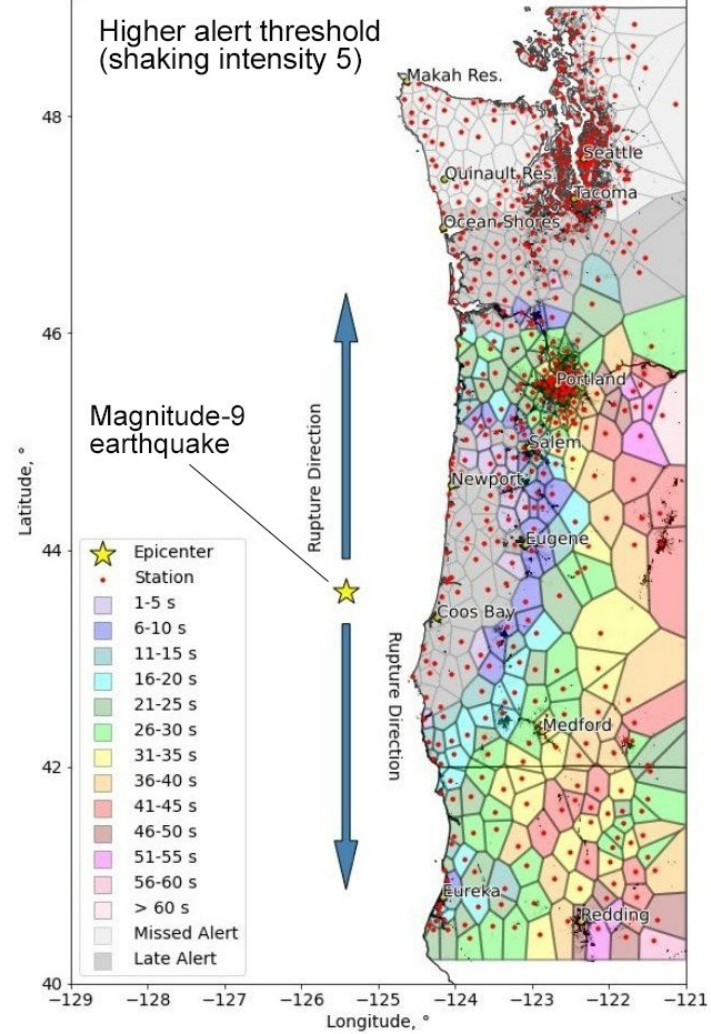 Higher alert threshold
(shaking intensity 5)
Makah Res.
48
Seattle
Quinault Res.
Tacoma
Ocean Shores
46
Portland
Magnitude-9
earthquake
Rupture Direction
Salem
Newport
Latitude, °
44
Eugene
Epicenter
Station
1-5 s
6-10 s
11-15 s
16-20 s
21-25 s
26-30 s
31-35 s
36-40 s
41-45 s
46-50 s
51-55 s
56-60 s
> 60 s
Missed Alert
Late Alert
Coos Bay
Rupture Direction
Medford
42
Eureka
Redding
40
−129
−128
−127
−126
−125
−124
−123
−122
−121
Longitude, °